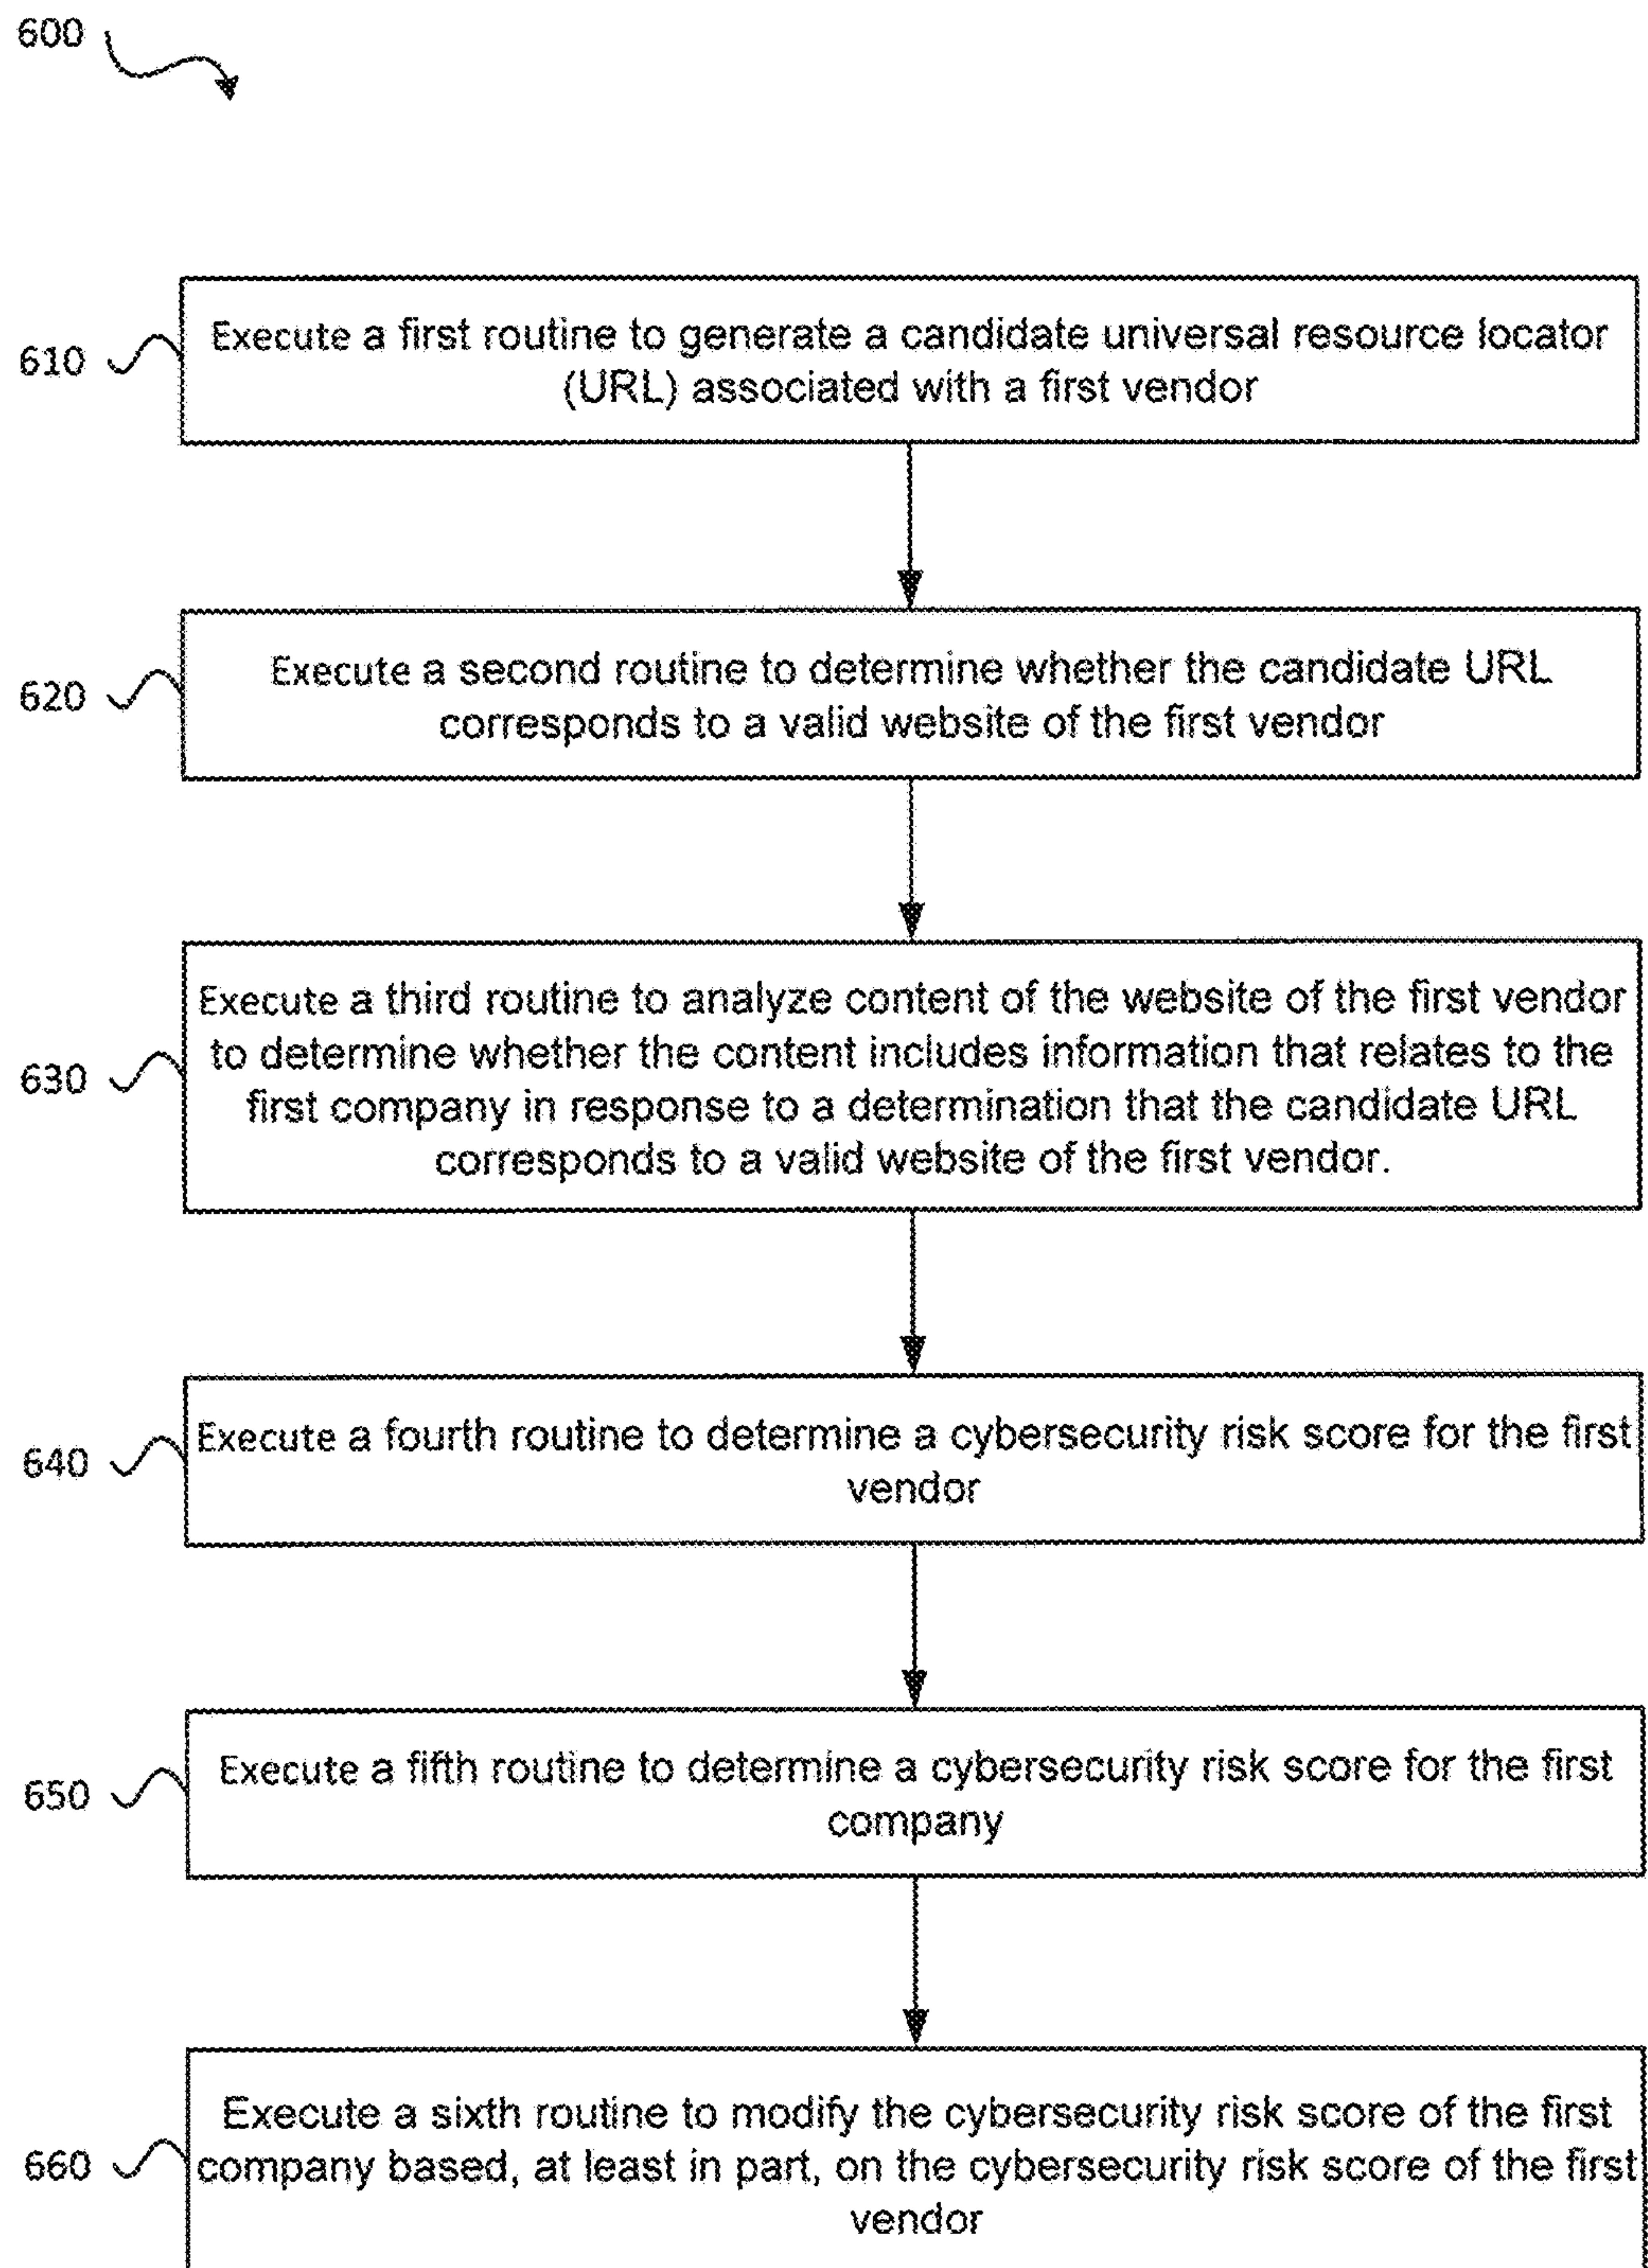 600
610
Execute a first routine to generate a candidate universal resource locator
(URL) associated with a first vendor
620
Execute a second routine to determine whether the candidate URL
corresponds to a valid website of the first vendor
630
Execute a third routine to analyze content of the website of the first vendor
to determine whether the content includes information that relates to the
first company in response to a determination that the candidate URL
corresponds to a valid website of the first vendor.
640
Execute a fourth routine to determine a cybersecurity risk score for the first
vendor
650
Execute a fifth routine to determine a cybersecurity risk score for the first
company
660
Execute a sixth routine to modify the cybersecurity risk score of the first
company based, at least in part, on the cybersecurity risk score of the first
vendor